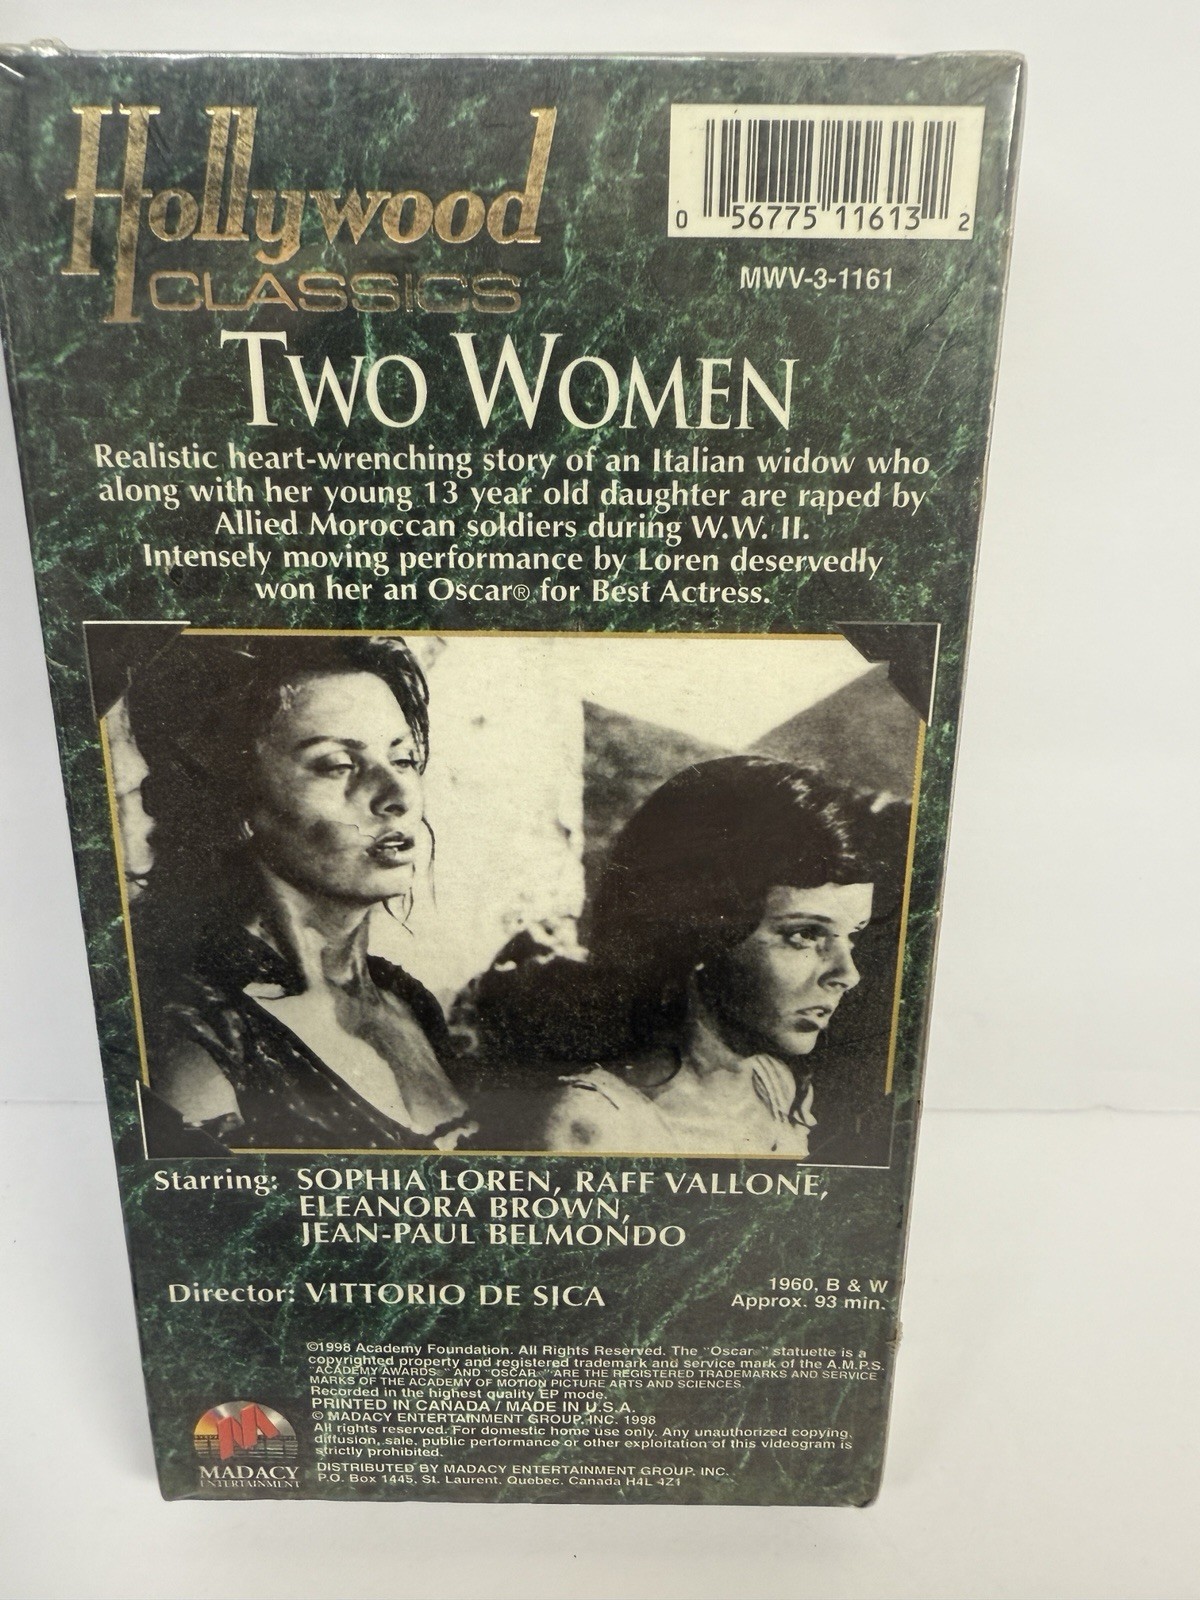 Hollywood
CLASSICS
0 56775 11613 2
MWV-3-1161
TWO WOMEN
Realistic heart-wrenching story of an Italian widow who
along with her young 13 year old daughter are raped by
Allied Moroccan soldiers during W.W. II.
Intensely moving performance by Loren deservedly
won her an Oscar® for Best Actress.
Starring: SOPHIA LOREN, RAFF VALLONE,
ELEANORA BROWN,
JEAN-PAUL BELMONDO
Director: VITTORIO DE SICA
1960, B & W
Approx. 93 min.
©1998 Academy Foundation. All Rights Reserved. The "Oscar " statuette is a
copyrighted property and registered trademark and service mark of the A.M.P.S.
"ACADEMY AWARDS " AND "OSCAR " ARE THE REGISTERED TRADEMARKS AND SERVICE
MARKS OF THE ACADEMY OF MOTION PICTURE ARTS AND SCIENCES.
Recorded in the highest quality EP mode.
PRINTED IN CANADA / MADE IN U.S.A.
© MADACY ENTERTAINMENT GROUP, INC. 1998
All rights reserved. For domestic home use only. Any unauthorized copying,
diffusion, sale, public performance or other exploitation of this videogram is
strictly prohibited.
DISTRIBUTED BY MADACY ENTERTAINMENT GROUP, INC.
P.O. Box 1445, St. Laurent, Quebec, Canada H4L 4Z1
MADACY
ENTERTAINMENT